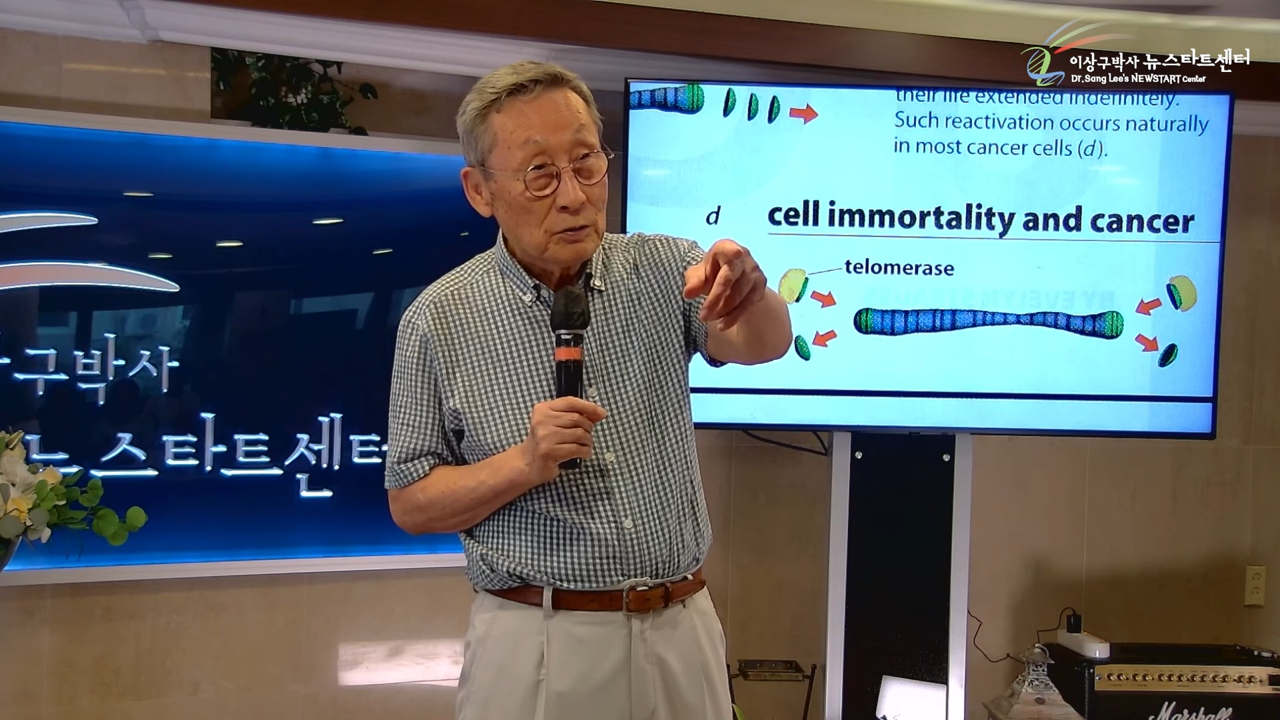 이상구박사 뉴스타트센터
Dr. Sang Lee's NEWSTART Center
their life extended indefinitely.
Such reactivation occurs naturally
in most cancer cells (d).
d cell immortality and cancer
telomerase
구박사
뉴스타트센터
Marshall